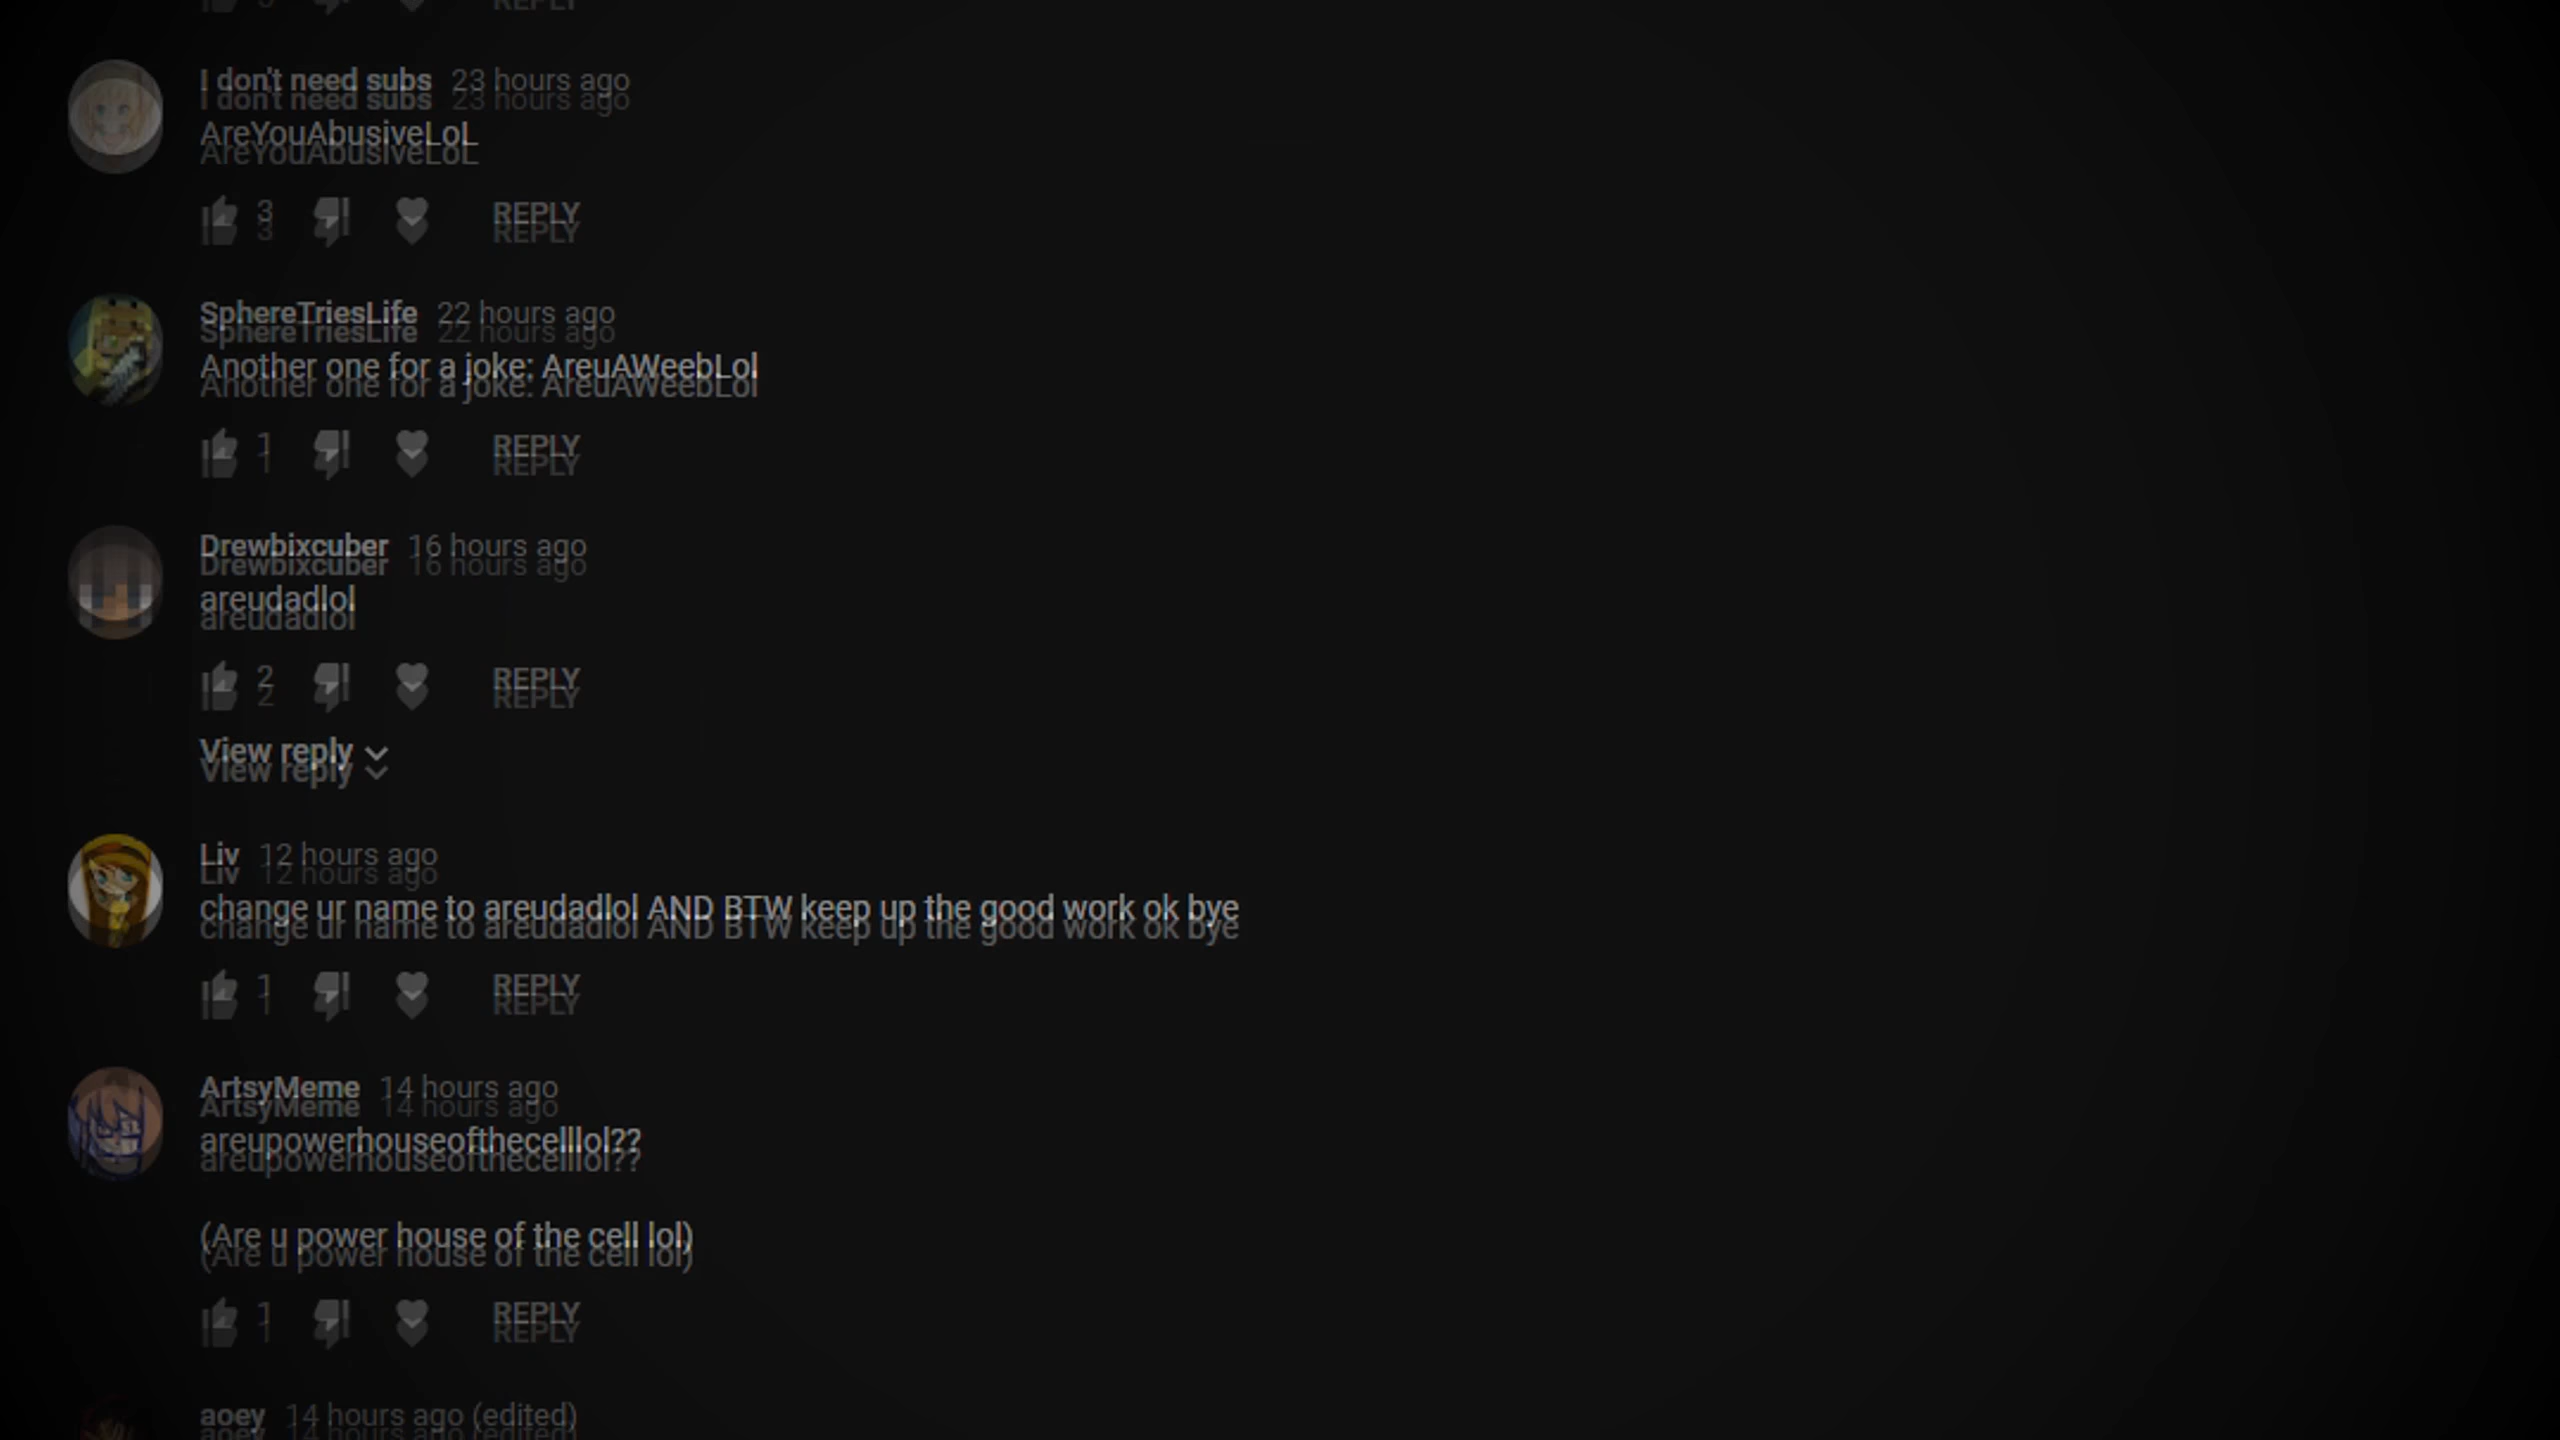 REPLY
I don't need subs 23 hours ago
AreYouAbusiveLoL
3 REPLY
SphereTriesLife 22 hours ago
Another one for a joke: AreuAWeebLol
1 REPLY
Drewbixcuber 16 hours ago
areudadlol
2 REPLY
View reply
Liv 12 hours ago
change ur name to areudadlol AND BTW keep up the good work ok bye
1 REPLY
ArtsyMeme 14 hours ago
areupowerhouseofthecelllol??
(Are u power house of the cell lol)
1 REPLY
aoey 14 hours ago (edited)